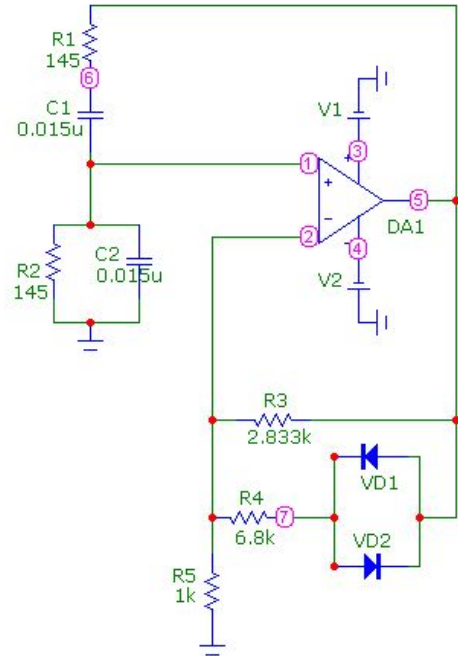 R1
145
6
C1
0.015u
V1
3
1
+
+
−
5
DA1
2
-
4
V2
R2
145
C2
0.015u
R3
2.833k
VD1
R4
7
6.8k
VD2
R5
1k